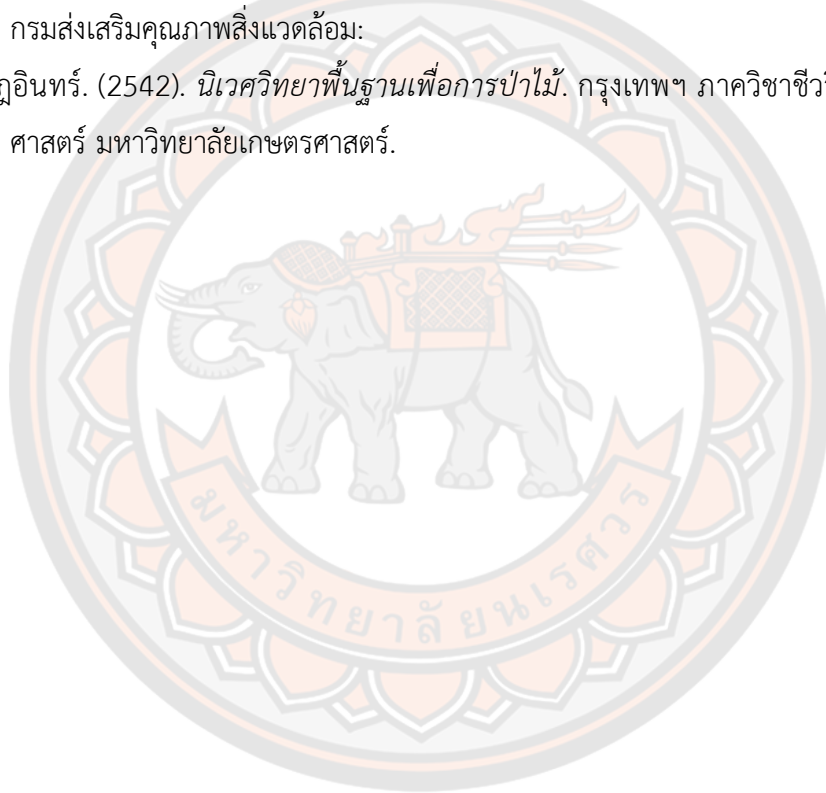 กรมส่งเสริมคุณภาพสิ่งแวดล้อม:
ฎอินทร์. (2542). นิเวศวิทยาพื้นฐานเพื่อการป่าไม้. กรุงเทพฯ ภาควิชาชีววิ
ศาสตร์ มหาวิทยาลัยเกษตรศาสตร์.
มหาวิทยาลัยนเรศวร